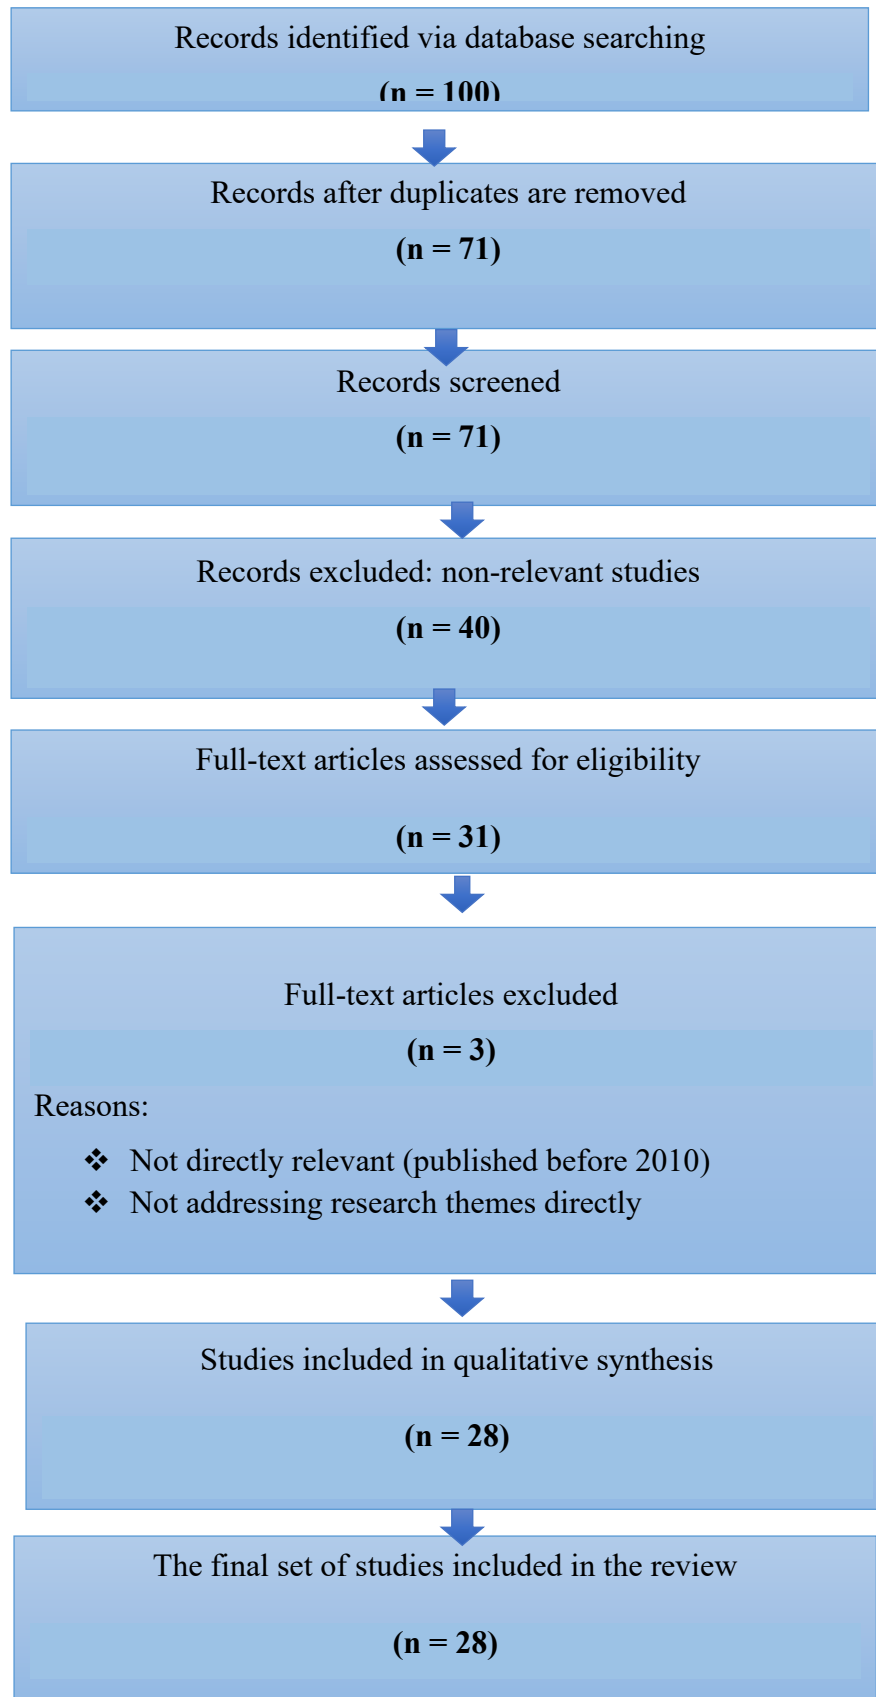 Records identified via database searching
(n = 100)
Records after duplicates are removed
(n = 71)
Records screened
(n = 71)
Records excluded: non-relevant studies
(n = 40)
Full-text articles assessed for eligibility
(n = 31)
Full-text articles excluded
(n = 3)
Reasons:
❖ Not directly relevant (published before 2010)
❖ Not addressing research themes directly
Studies included in qualitative synthesis
(n = 28)
The final set of studies included in the review
(n = 28)